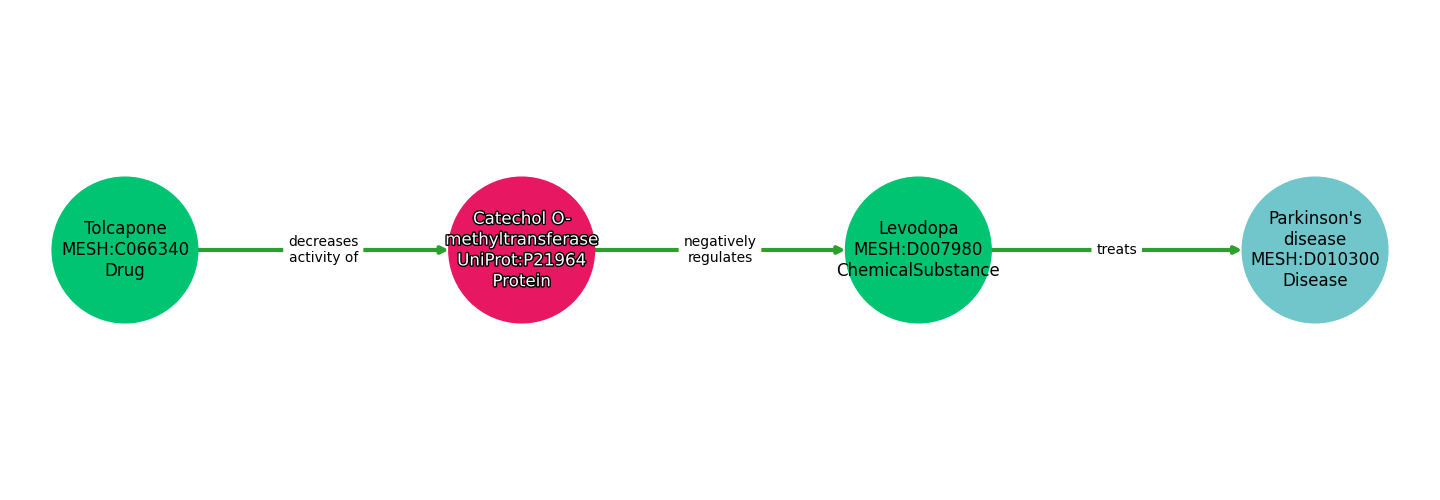 Tolcapone
MESH:C066340
Drug
decreases
activity of
Catechol O-
methyltransferase
UniProt:P21964
Protein
negatively
regulates
Levodopa
MESH:D007980
ChemicalSubstance
treats
Parkinson's
disease
MESH:D010300
Disease